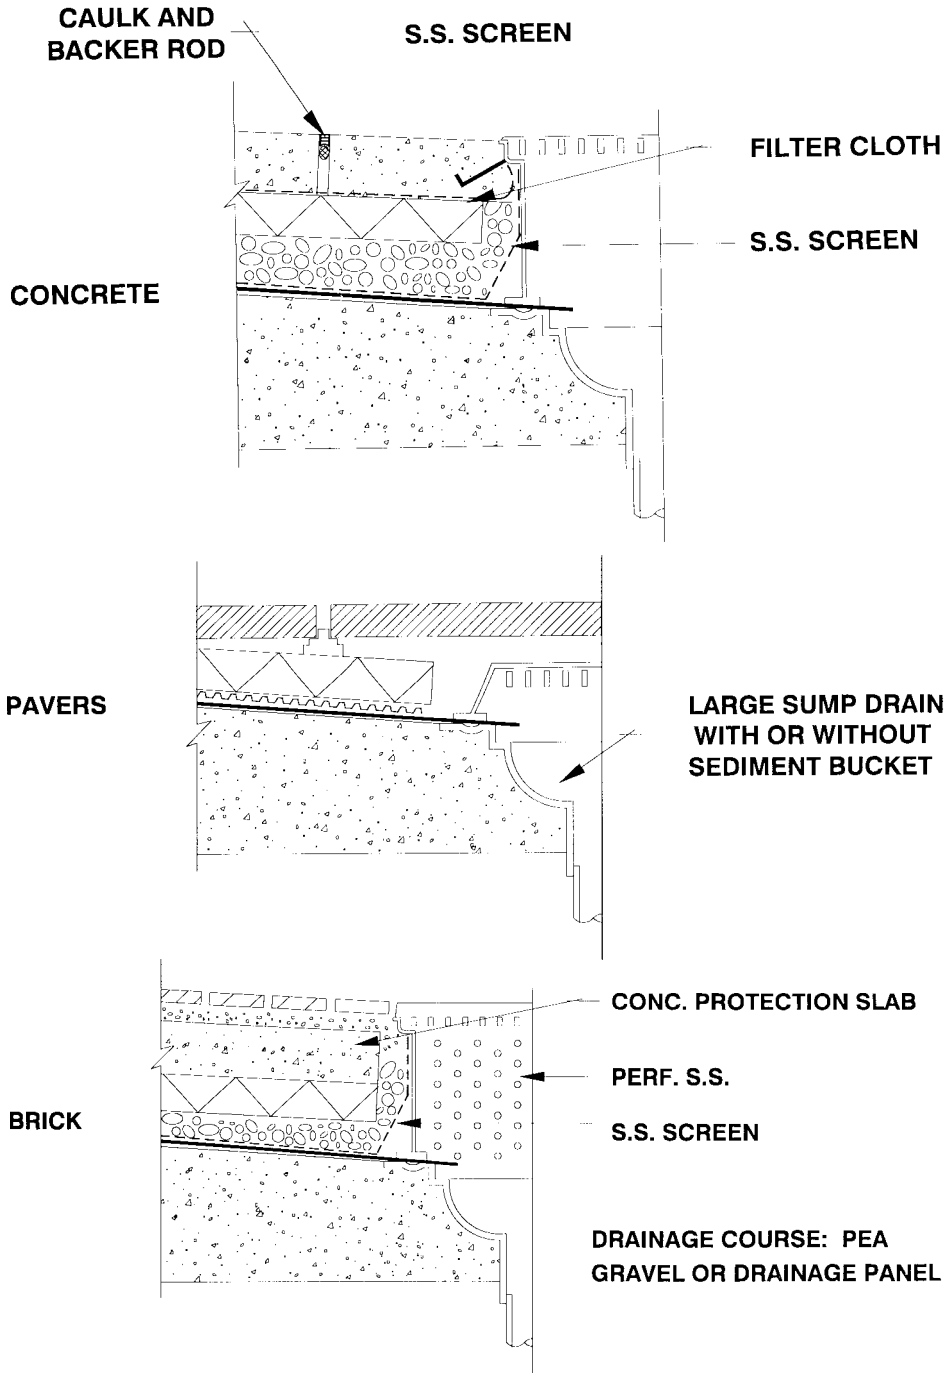 CAULK AND
BACKER ROD
S.S. SCREEN
FILTER CLOTH
S.S. SCREEN
CONCRETE
PAVERS
LARGE SUMP DRAIN
WITH OR WITHOUT
SEDIMENT BUCKET
CONC. PROTECTION SLAB
PERF. S.S.
BRICK
S.S. SCREEN
DRAINAGE COURSE: PEA
GRAVEL OR DRAINAGE PANEL